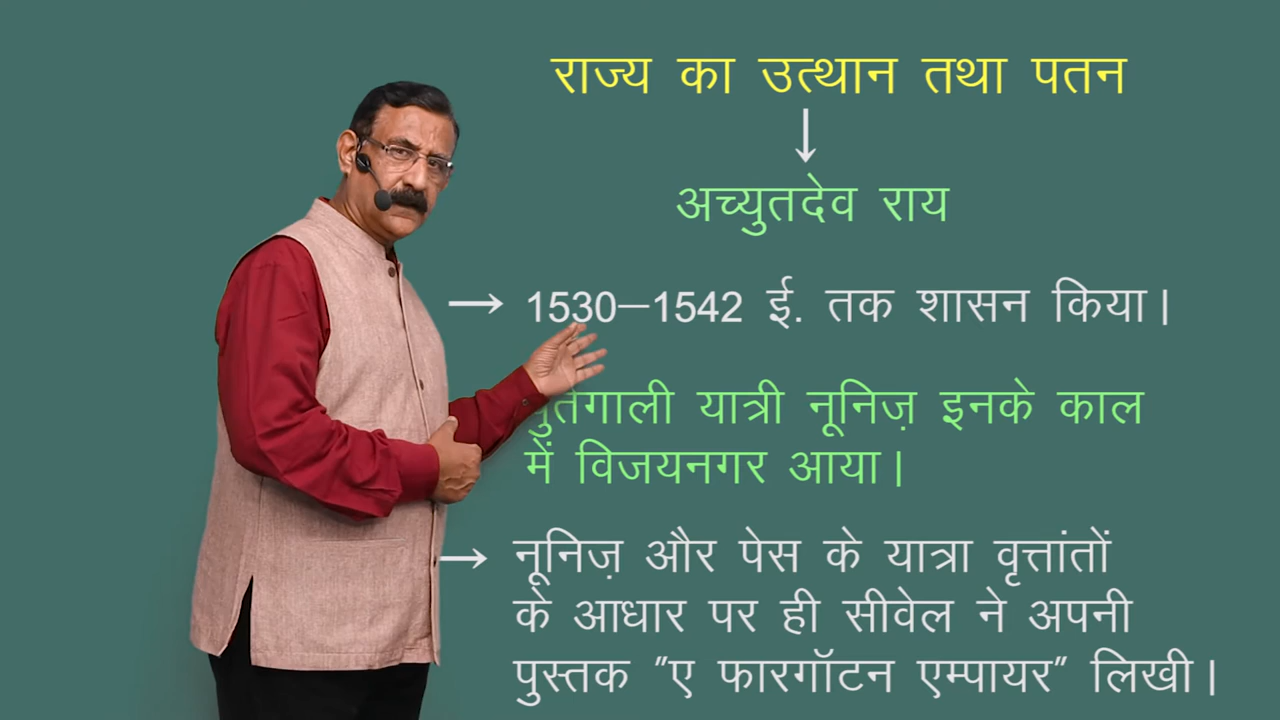 राज्य का उत्थान तथा पतन
अच्युतदेव राय
→ 1530–1542 ई. तक शासन किया।
पुर्तगाली यात्री नूनिज़ इनके काल
में विजयनगर आया।
→ नूनिज़ और पेस के यात्रा वृत्तांतों
के आधार पर ही सीवेल ने अपनी
पुस्तक "ए फारगॉटन एम्पायर" लिखी।